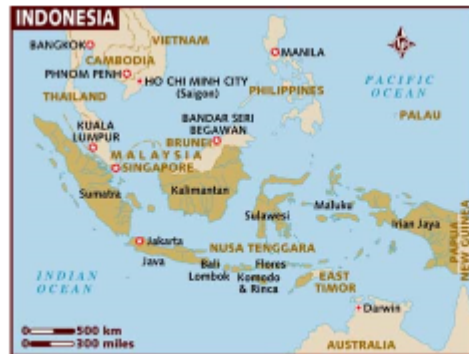 INDONESIA
BANGKOK
VIETNAM
CAMBODIA
PHNOM PENH
HO CHI MINH CITY
(Saigon)
THAILAND
MANILA
PHILIPPINES
PACIFIC
OCEAN
PALAU
KUALA
LUMPUR
BANDAR SERI
BEGAWAN
BRUNEI
MALAYSIA
SINGAPORE
Sumatra
Kalimantan
Sulawesi
Maluku
Irian Jaya
PAPUA
NEW GUINEA
Jakarta
Java
NUSA TENGGARA
Bali
Lombok
Flores
Komodo
& Rinca
EAST
TIMOR
INDIAN
OCEAN
Darwin
AUSTRALIA
0 500 km
0 300 miles